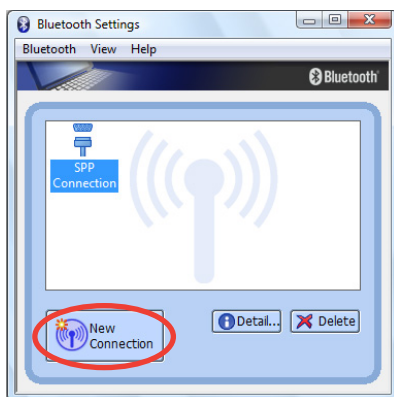 Bluetooth Settings
Bluetooth View Help
Bluetooth®
SPP
Connection
New
Connection
Detail...
Delete